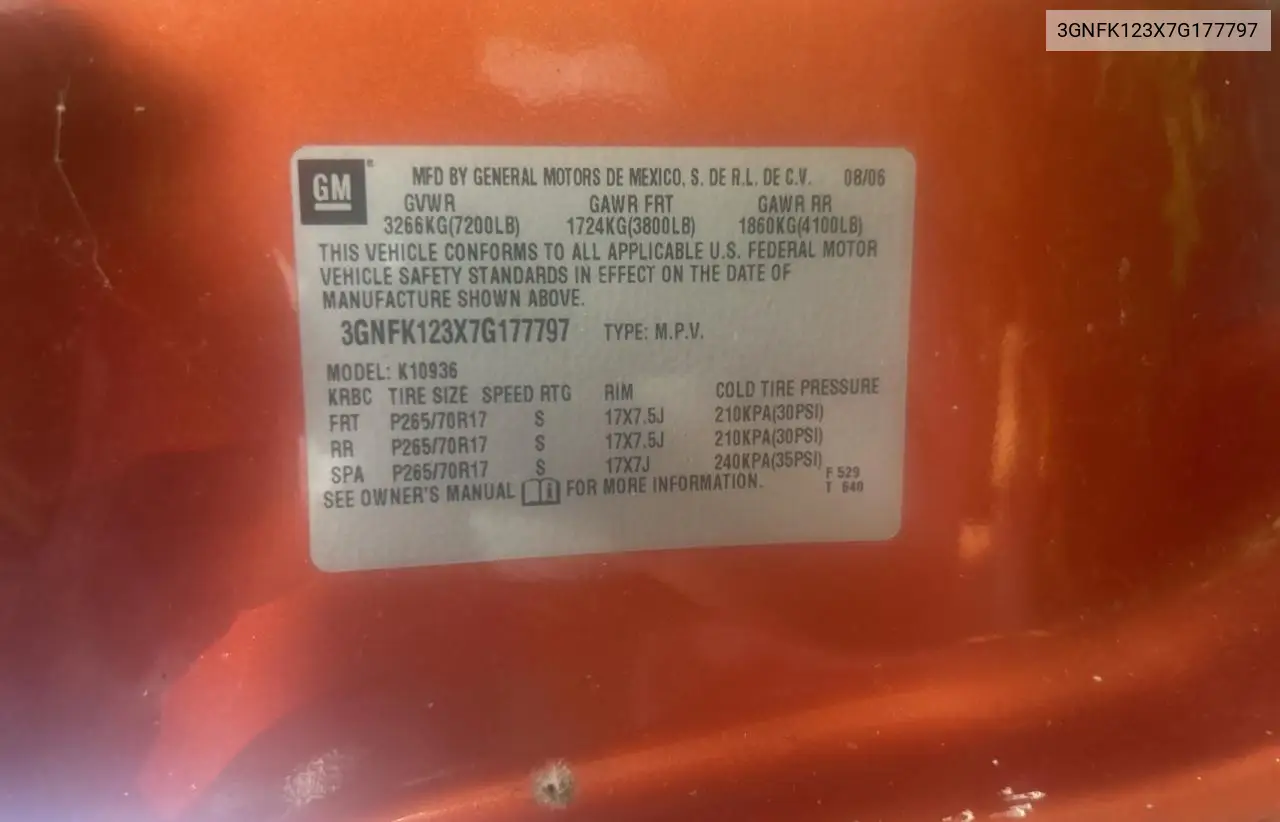 3GNFK123X7G177797
GM ®
MFD BY GENERAL MOTORS DE MEXICO, S. DE R.L. DE C.V. 08/06
GVWR GAWR FRT GAWR RR
3266KG(7200LB) 1724KG(3800LB) 1860KG(4100LB)
THIS VEHICLE CONFORMS TO ALL APPLICABLE U.S. FEDERAL MOTOR
VEHICLE SAFETY STANDARDS IN EFFECT ON THE DATE OF
MANUFACTURE SHOWN ABOVE.
3GNFK123X7G177797 TYPE: M.P.V.
MODEL: K10936
KRBC TIRE SIZE SPEED RTG RIM COLD TIRE PRESSURE
FRT P265/70R17 S 17X7.5J 210KPA(30PSI)
RR P265/70R17 S 17X7.5J 210KPA(30PSI)
SPA P265/70R17 S 17X7J 240KPA(35PSI)
SEE OWNER'S MANUAL FOR MORE INFORMATION.
F 529
T 640